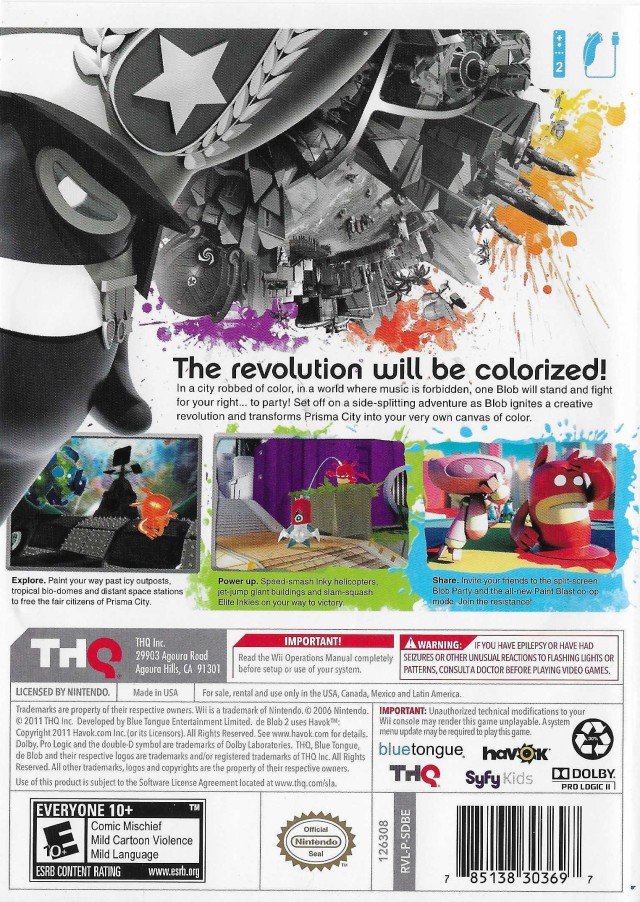 2
The revolution will be colorized!
In a city robbed of color, in a world where music is forbidden, one Blob will stand and fight
for your right... to party! Set off on a side-splitting adventure as Blob ignites a creative
revolution and transforms Prisma City into your very own canvas of color.
Explore. Paint your way past icy outposts,
tropical bio-domes and distant space stations
to free the fair citizens of Prisma City.
Power up. Speed-smash Inky helicopters,
jet-jump giant buildings and slam-squash
Elite Inkies on your way to victory.
Share. Invite your friends to the split-screen
Blob Party and the all-new Paint Blast co-op
mode. Join the resistance!
THQ
THQ Inc.
29903 Agoura Road
Agoura Hills, CA 91301
IMPORTANT!
Read the Wii Operations Manual completely
before setup or use of your system.
WARNING: IF YOU HAVE EPILEPSY OR HAVE HAD
SEIZURES OR OTHER UNUSUAL REACTIONS TO FLASHING LIGHTS OR
PATTERNS, CONSULT A DOCTOR BEFORE PLAYING VIDEO GAMES.
LICENSED BY NINTENDO.
Made in USA
For sale, rental and use only in the USA, Canada, Mexico and Latin America.
Trademarks are property of their respective owners. Wii is a trademark of Nintendo. © 2006 Nintendo.
© 2011 THQ Inc. Developed by Blue Tongue Entertainment Limited. de Blob 2 uses Havok™:
Copyright 2011 Havok.com Inc. (or its Licensors). All Rights Reserved. See www.havok.com for details.
Dolby, Pro Logic and the double-D symbol are trademarks of Dolby Laboratories. THQ, Blue Tongue,
de Blob and their respective logos are trademarks and/or registered trademarks of THQ Inc. All Rights
Reserved. All other trademarks, logos and copyrights are the property of their respective owners.
Use of this product is subject to the Software License Agreement located at www.thq.com/sla.
IMPORTANT: Unauthorized technical modifications to your
Wii console may render this game unplayable. A system
menu update may be required to play this game.
bluetongue
havok
THQ
Syfy Kids
DOLBY
PRO LOGIC II
EVERYONE 10+
TM
E
10+
Comic Mischief
Mild Cartoon Violence
Mild Language
ESRB CONTENT RATING www.esrb.org
Official
Nintendo
Seal
126308
RVL-P-SDBE
7 85138 30369 7